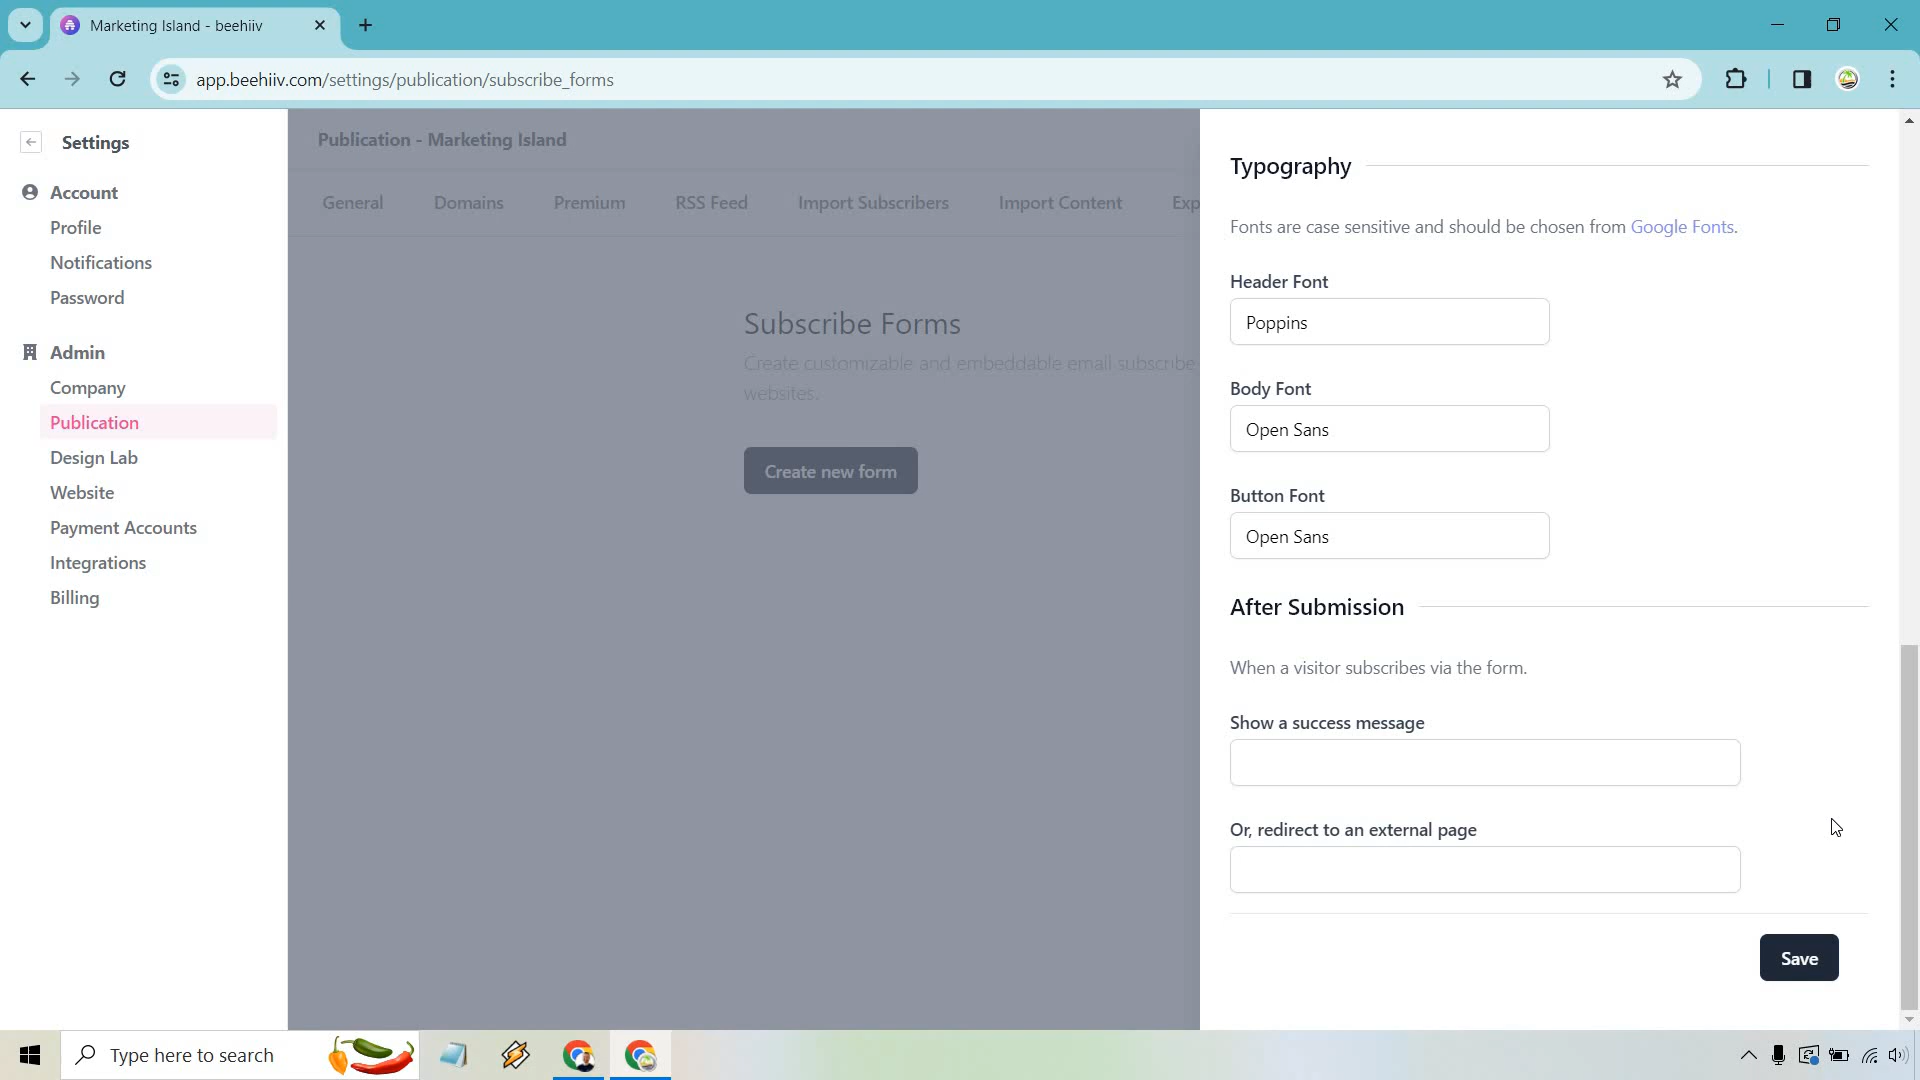 Marketing Island - beehiiv
app.beehiiv.com/settings/publication/subscribe_forms
Settings
Account
Profile
Notifications
Password
Admin
Company
Publication
Design Lab
Website
Payment Accounts
Integrations
Billing
Publication - Marketing Island
General Domains Premium RSS Feed Import Subscribers Import Content Exp
Subscribe Forms
Create customizable and embeddable email subscribe
websites.
Create new form
Typography
Fonts are case sensitive and should be chosen from Google Fonts.
Header Font
Poppins
Body Font
Open Sans
Button Font
Open Sans
After Submission
When a visitor subscribes via the form.
Show a success message
Or, redirect to an external page
Save
Type here to search